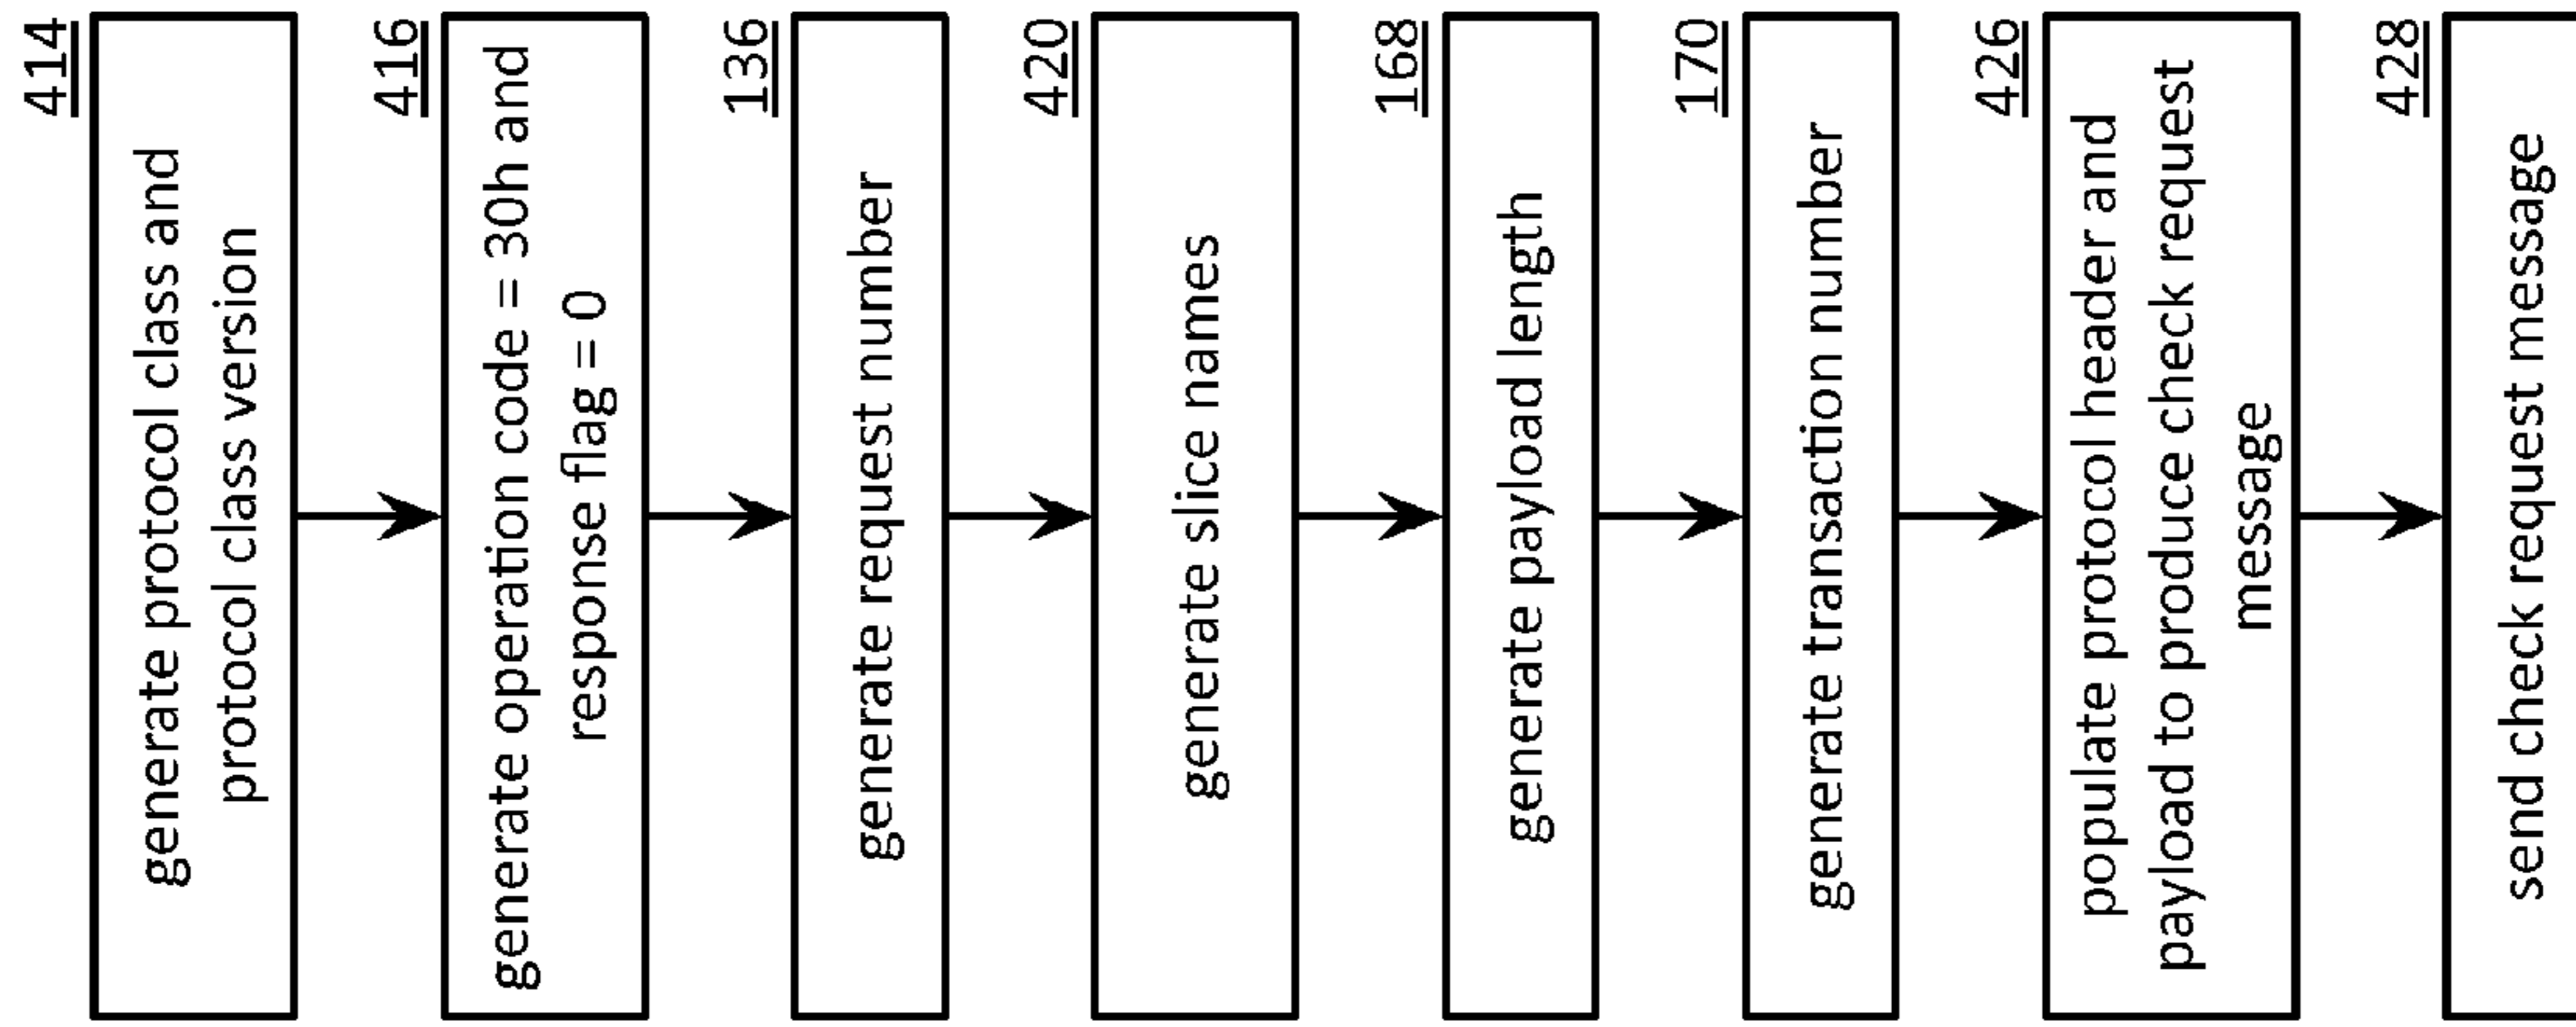 414
generate protocol class and
protocol class version
416
generate operation code = 30h and
response flag = 0
136
generate request number
420
generate slice names
168
generate payload length
170
generate transaction number
426
populate protocol header and
payload to produce check request
message
428
send check request message